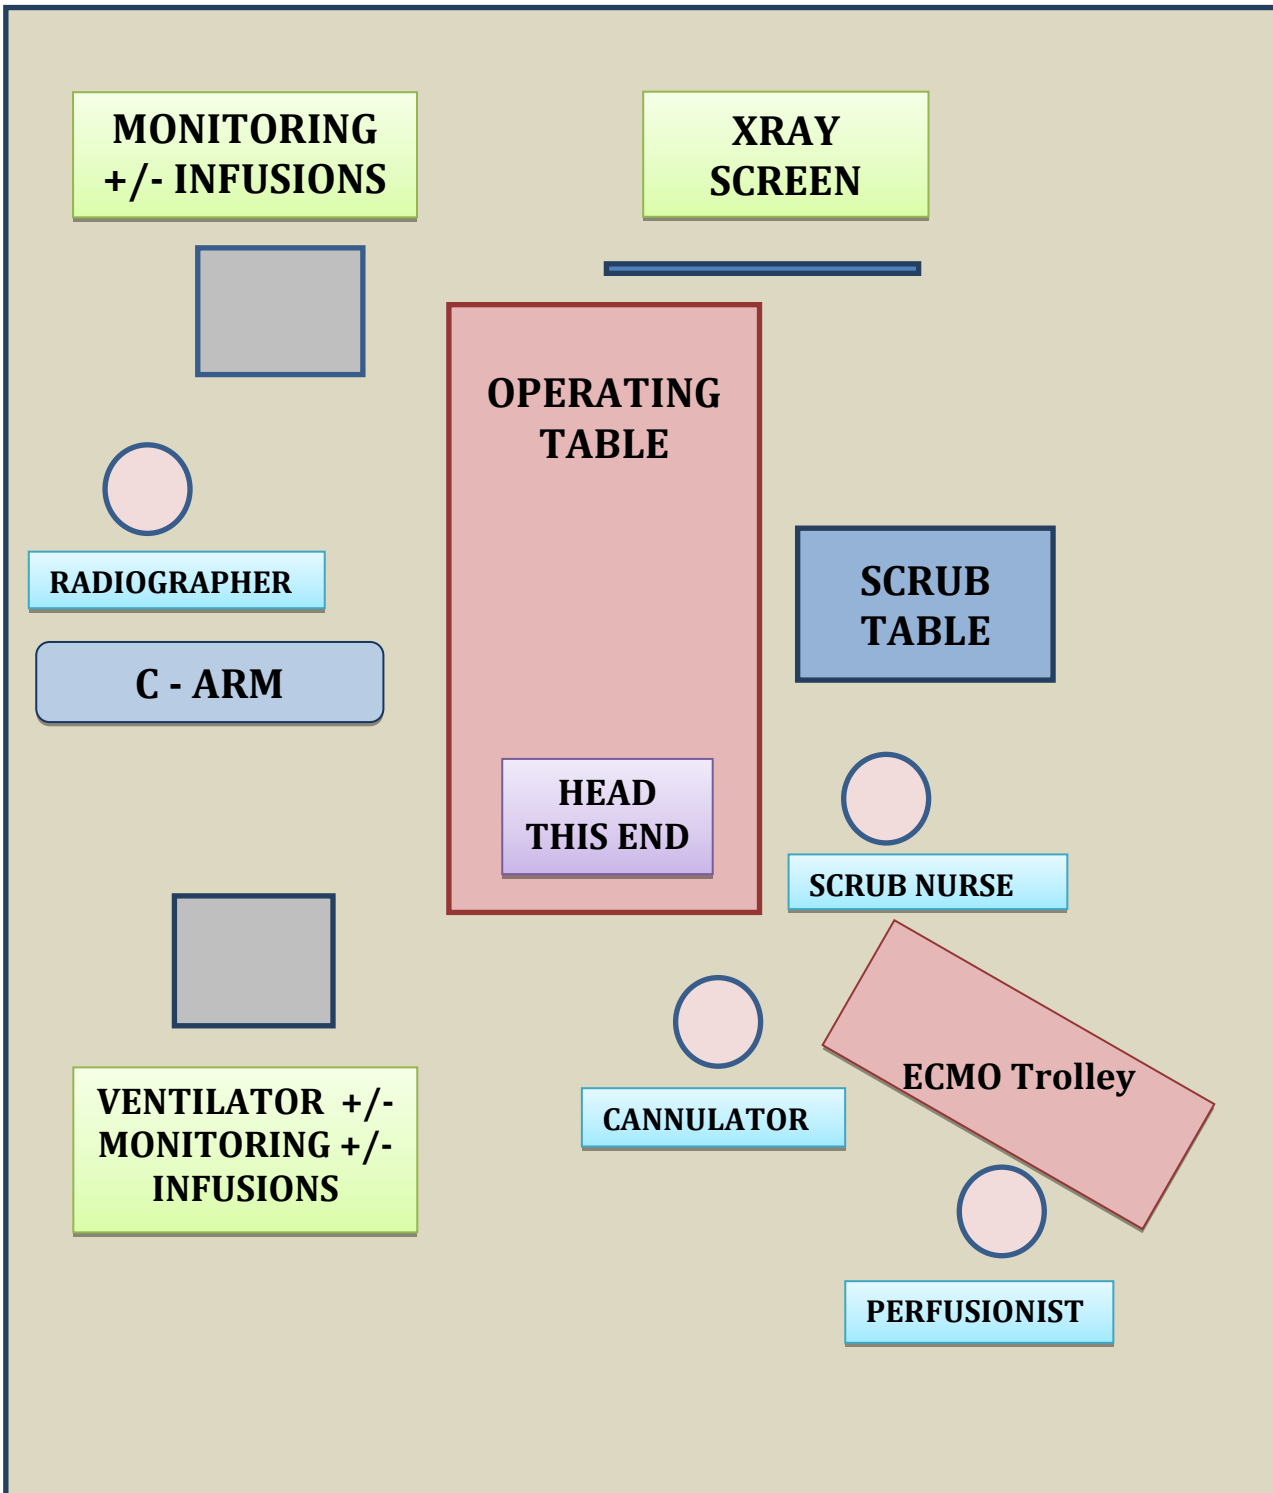 MONITORING
+/- INFUSIONS
XRAY
SCREEN
OPERATING
TABLE
RADIOGRAPHER
SCRUB
TABLE
C - ARM
HEAD
THIS END
SCRUB NURSE
ECMO Trolley
VENTILATOR +/-
MONITORING +/-
INFUSIONS
CANNULATOR
PERFUSIONIST